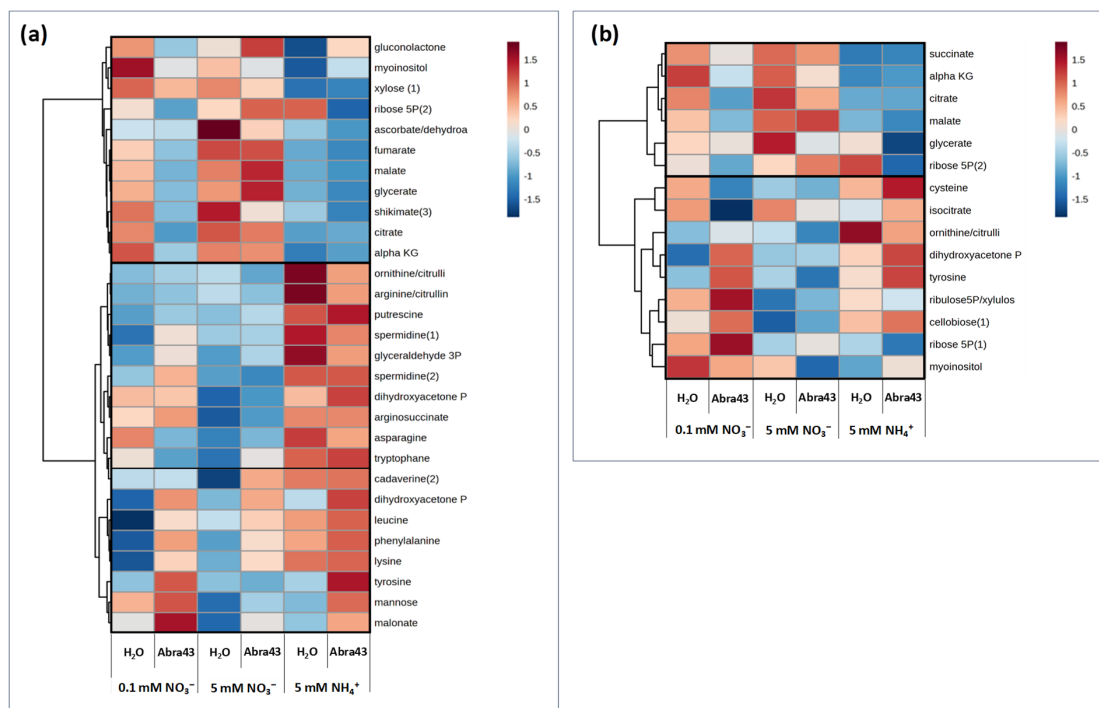 (a)
gluconolactone
myoinositol
xylose (1)
ribose 5P(2)
ascorbate/dehydroa
fumarate
malate
glycerate
shikimate(3)
citrate
alpha KG
ornithine/citrulli
arginine/citrullin
putrescine
spermidine(1)
glyceraldehyde 3P
spermidine(2)
dihydroxyacetone P
arginosuccinate
asparagine
tryptophane
cadaverine(2)
dihydroxyacetone P
leucine
phenylalanine
lysine
tyrosine
mannose
malonate
1.5
1
0.5
0
-0.5
-1
-1.5
H₂O Abra43 H₂O Abra43 H₂O Abra43
0.1 mM NO₃⁻ 5 mM NO₃⁻ 5 mM NH₄⁺
(b)
succinate
alpha KG
citrate
malate
glycerate
ribose 5P(2)
cysteine
isocitrate
ornithine/citrulli
dihydroxyacetone P
tyrosine
ribulose5P/xylulos
cellobiose(1)
ribose 5P(1)
myoinositol
1.5
1
0.5
0
-0.5
-1
-1.5
H₂O Abra43 H₂O Abra43 H₂O Abra43
0.1 mM NO₃⁻ 5 mM NO₃⁻ 5 mM NH₄⁺